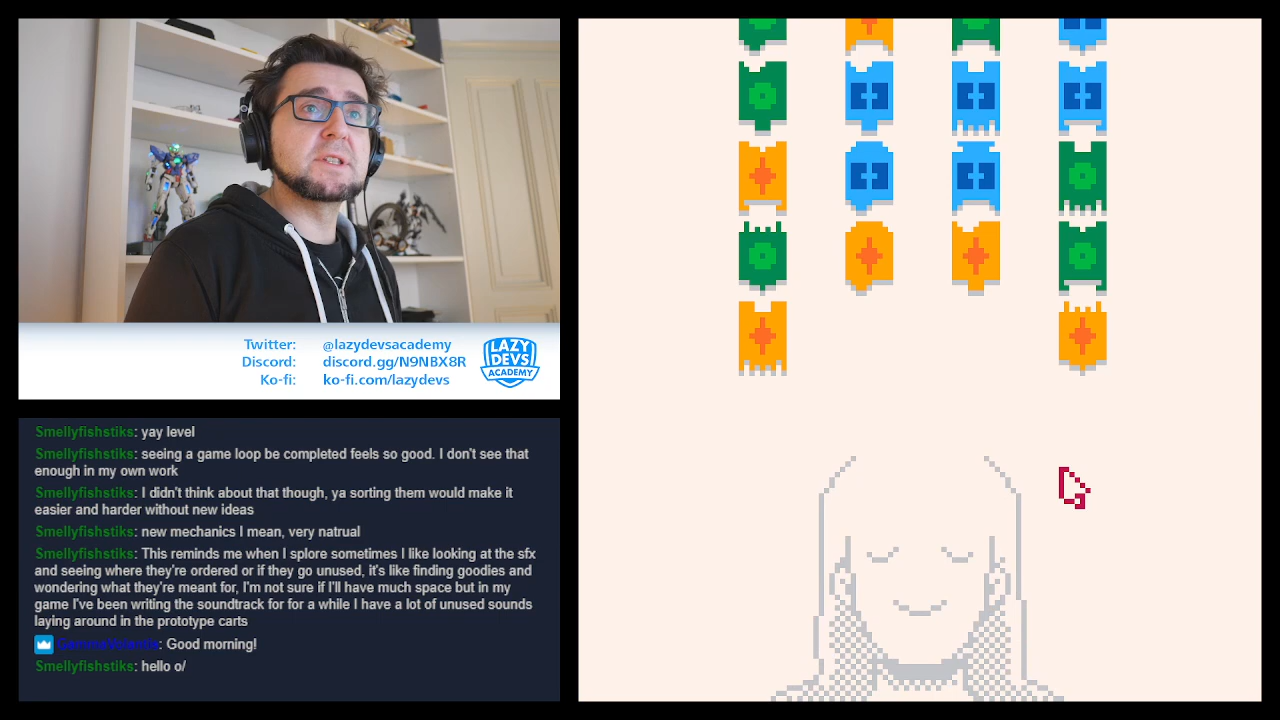 Twitter: @lazydevsacademy
Discord: discord.gg/N9NBX8R
Ko-fi: ko-fi.com/lazydevs
LAZY
DEVS
ACADEMY
Smellyfishstiks: yay level
Smellyfishstiks: seeing a game loop be completed feels so good. I don't see that
enough in my own work
Smellyfishstiks: I didn't think about that though, ya sorting them would make it
easier and harder without new ideas
Smellyfishstiks: new mechanics I mean, very natrual
Smellyfishstiks: This reminds me when I splore sometimes I like looking at the sfx
and seeing where they're ordered or if they go unused, it's like finding goodies and
wondering what they're meant for, I'm not sure if I'll have much space but in my
game I've been writing the soundtrack for for a while I have a lot of unused sounds
laying around in the prototype carts
: Good morning!
Smellyfishstiks: hello o/